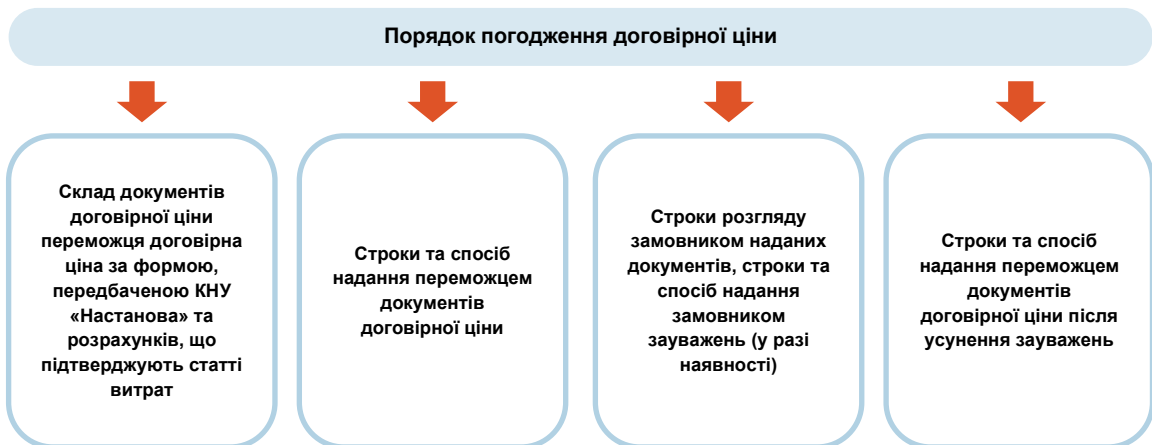 Порядок погодження договірної ціни
Склад документів
договірної ціни
переможця договірна
ціна за формою,
передбаченою КНУ
«Настанова» та
розрахунків, що
підтверджують статті
витрат
Строки та спосіб
надання переможцем
документів
договірної ціни
Строки розгляду
замовником наданих
документів, строки та
спосіб надання
замовником
зауважень (у разі
наявності)
Строки та спосіб
надання переможцем
документів
договірної ціни після
усунення зауважень